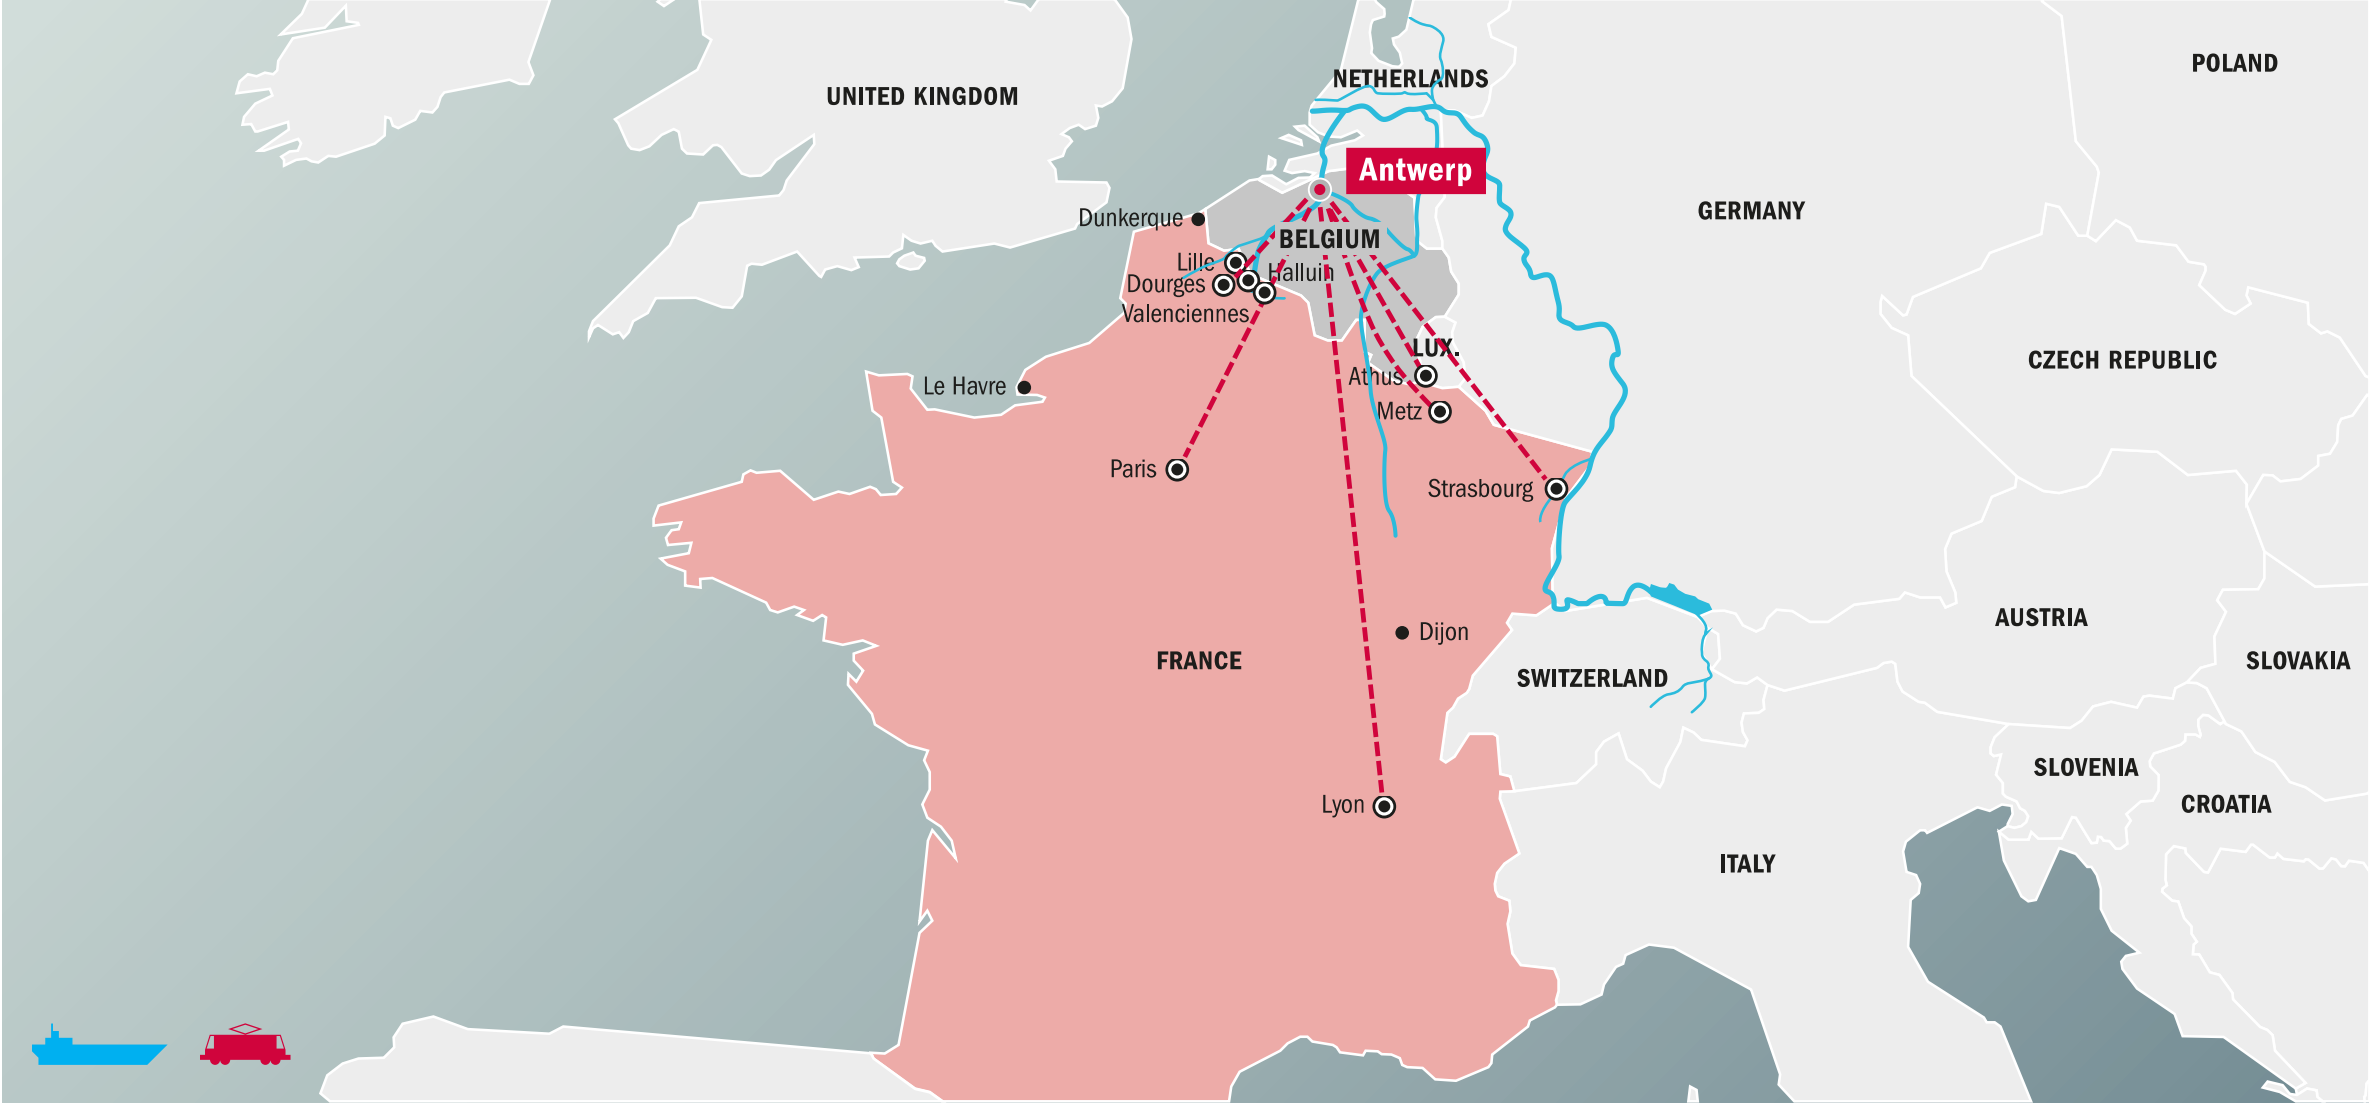 POLAND
NETHERLANDS
UNITED KINGDOM
Antwerp
GERMANY
Dunkerque
BELGIUM
Lille
Halluin
Dourges
Valenciennes
LUX.
CZECH REPUBLIC
Athus
Le Havre
Metz
Paris
Strasbourg
AUSTRIA
Dijon
FRANCE
SLOVAKIA
SWITZERLAND
SLOVENIA
Lyon
CROATIA
ITALY